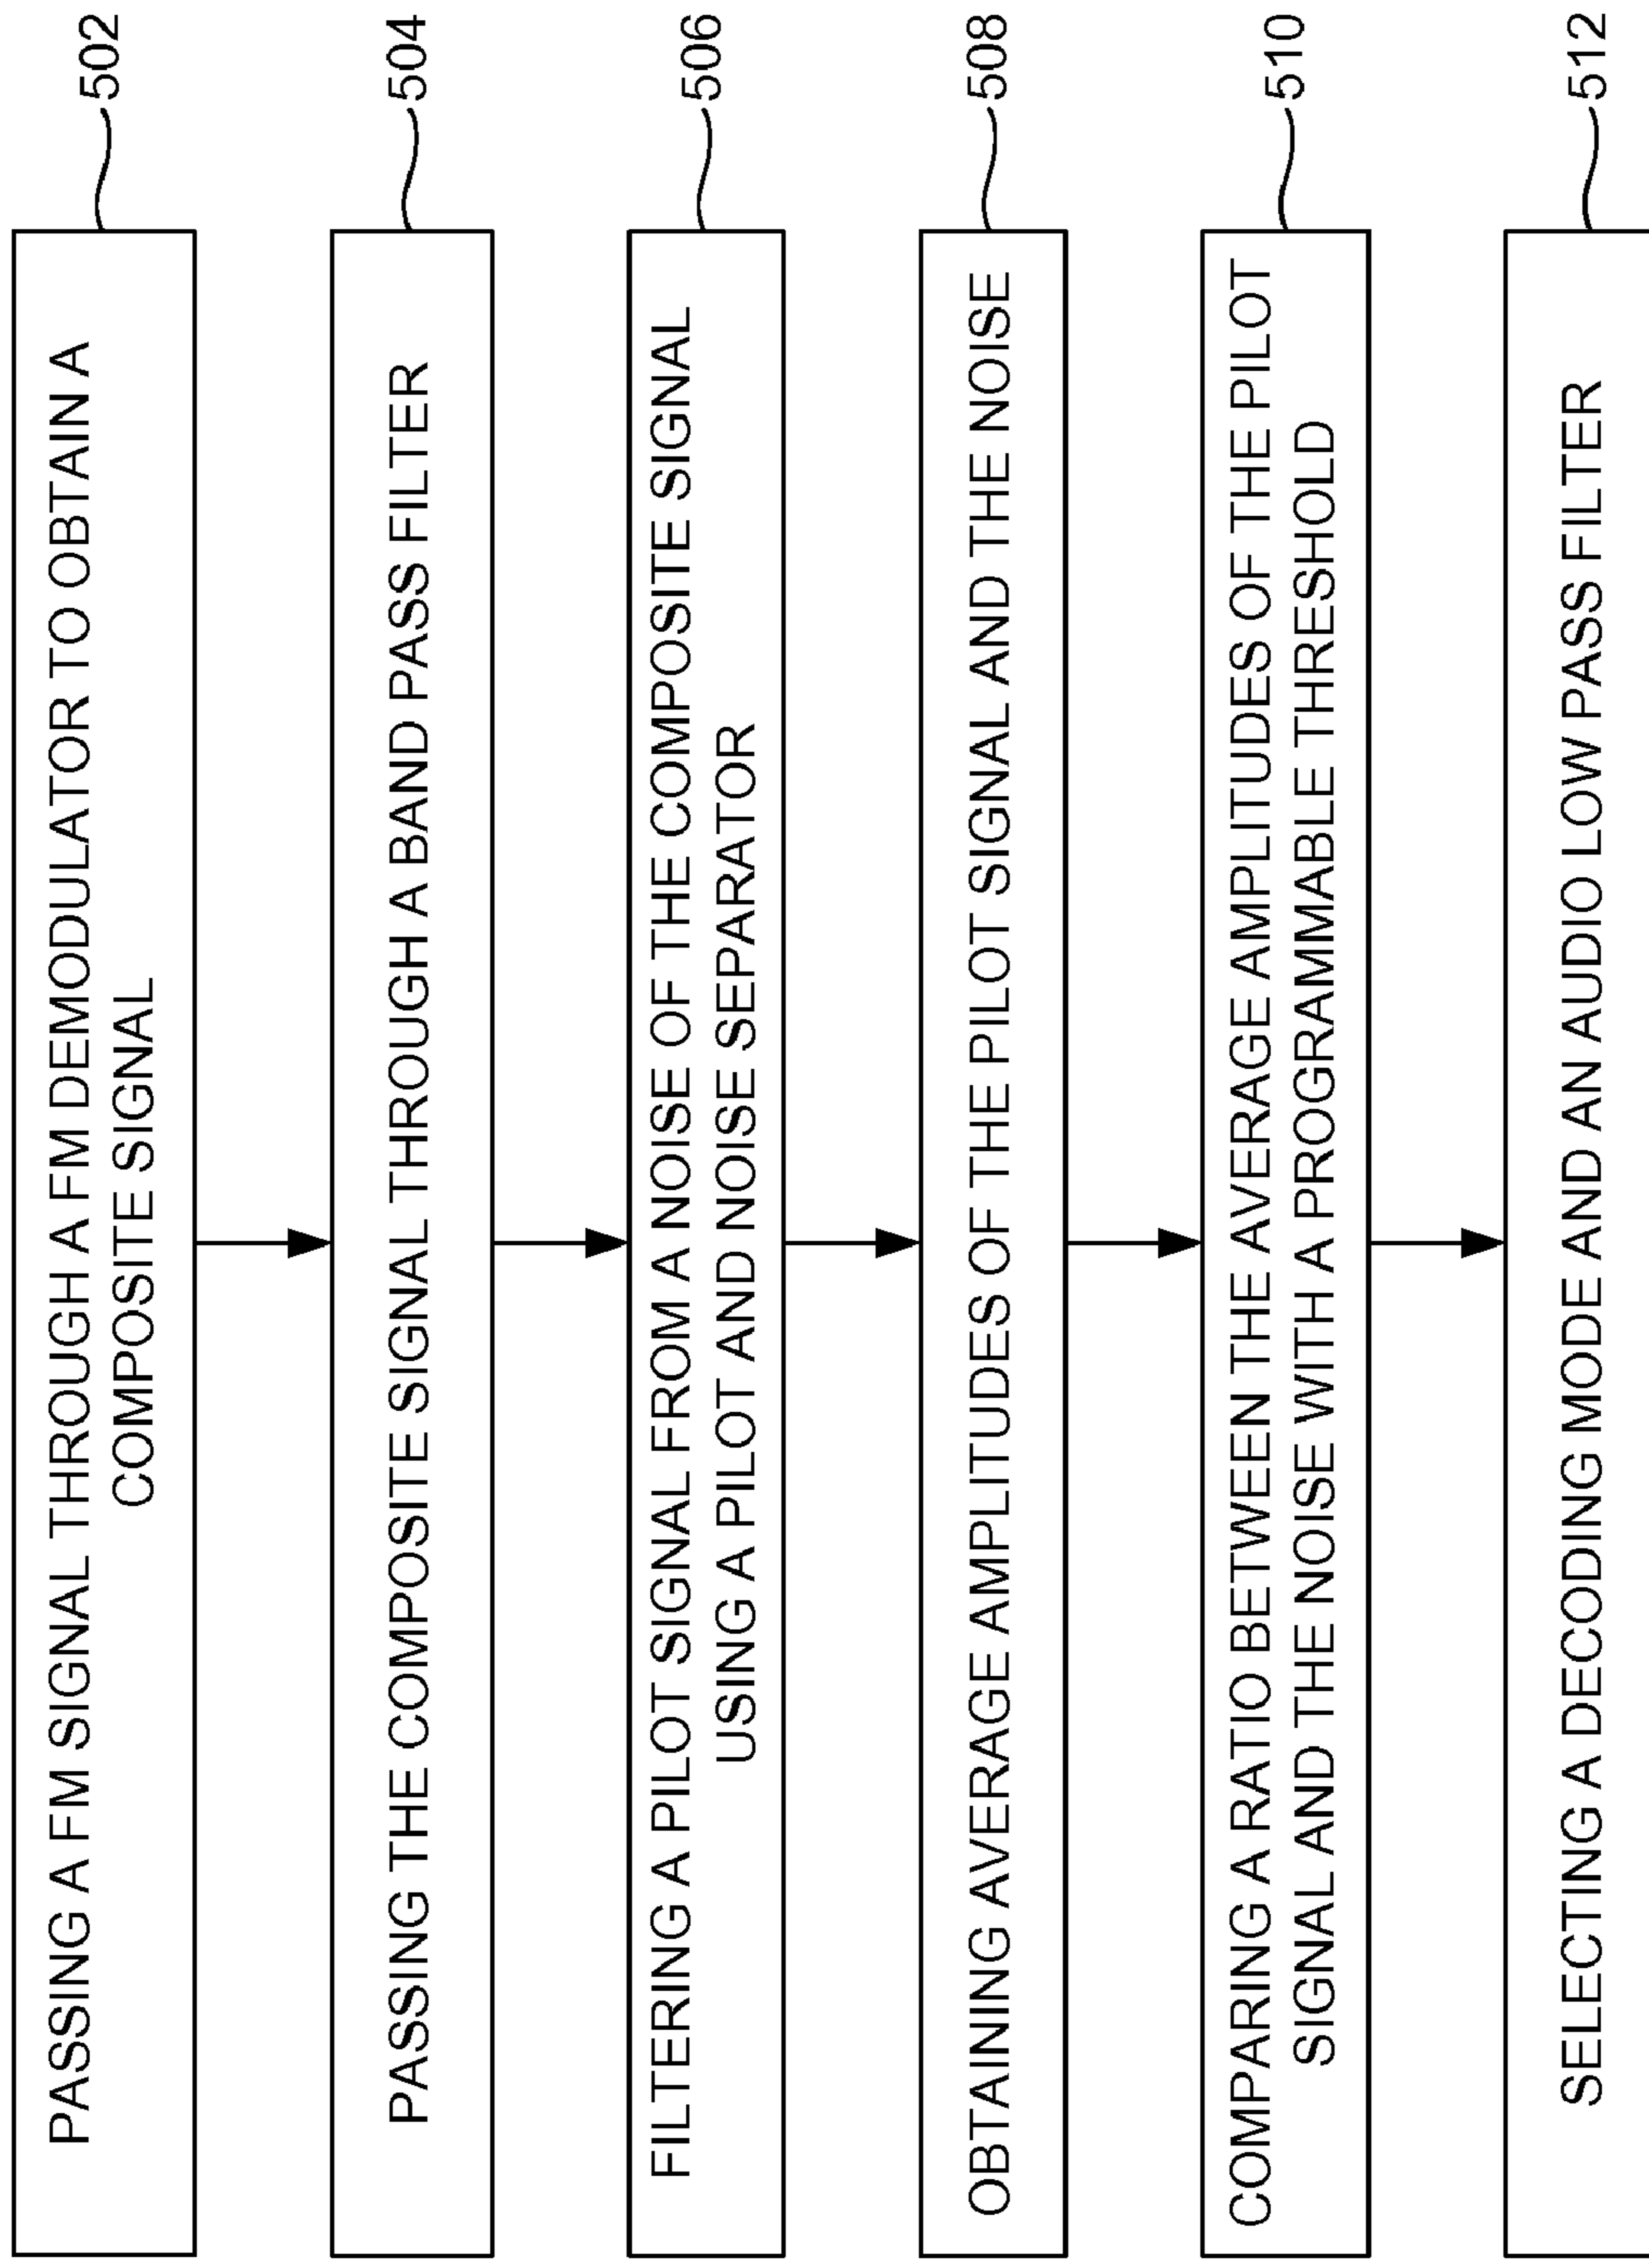 PASSING A FM SIGNAL THROUGH A FM DEMODULATOR TO OBTAIN A
COMPOSITE SIGNAL
502
PASSING THE COMPOSITE SIGNAL THROUGH A BAND PASS FILTER
504
FILTERING A PILOT SIGNAL FROM A NOISE OF THE COMPOSITE SIGNAL
USING A PILOT AND NOISE SEPARATOR
506
OBTAINING AVERAGE AMPLITUDES OF THE PILOT SIGNAL AND THE NOISE
508
COMPARING A RATIO BETWEEN THE AVERAGE AMPLITUDES OF THE PILOT
SIGNAL AND THE NOISE WITH A PROGRAMMABLE THRESHOLD
510
SELECTING A DECODING MODE AND AN AUDIO LOW PASS FILTER
512